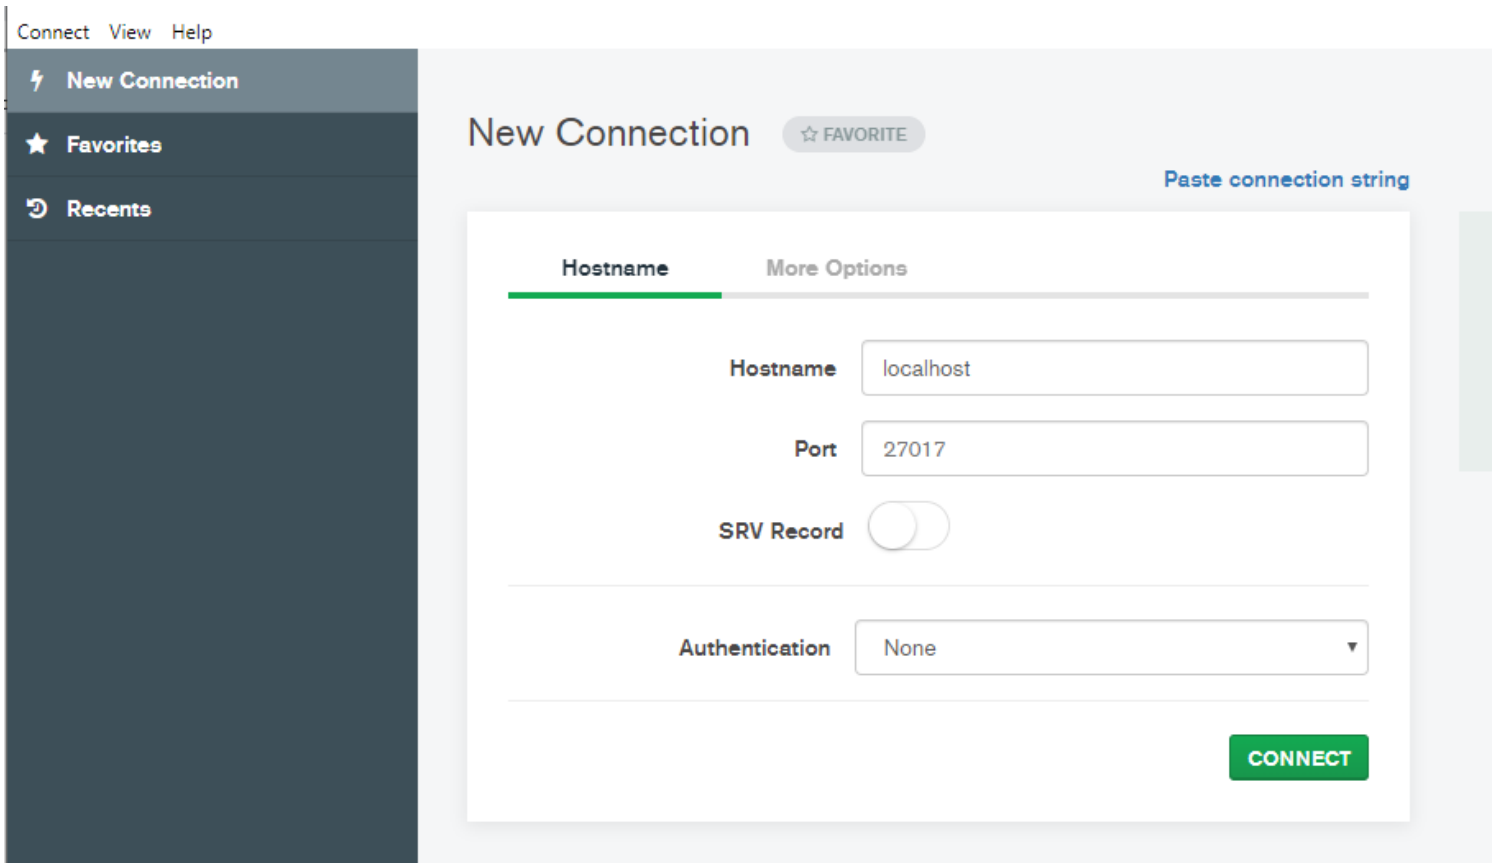 Connect View Help
New Connection
Favorites
Recents
New Connection FAVORITE
Paste connection string
Hostname More Options
Hostname localhost
Port 27017
SRV Record
Authentication None
CONNECT